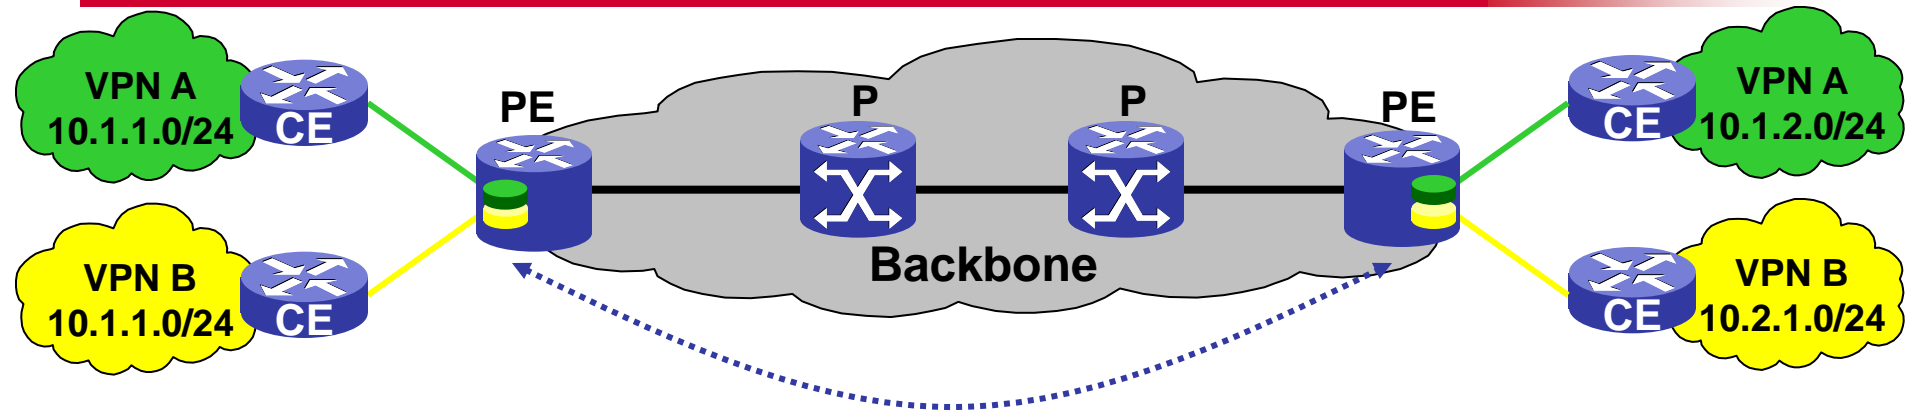 VPN A
10.1.1.0/24
CE
PE
P
P
PE
CE
VPN A
10.1.2.0/24
Backbone
VPN B
10.1.1.0/24
CE
CE
VPN B
10.2.1.0/24